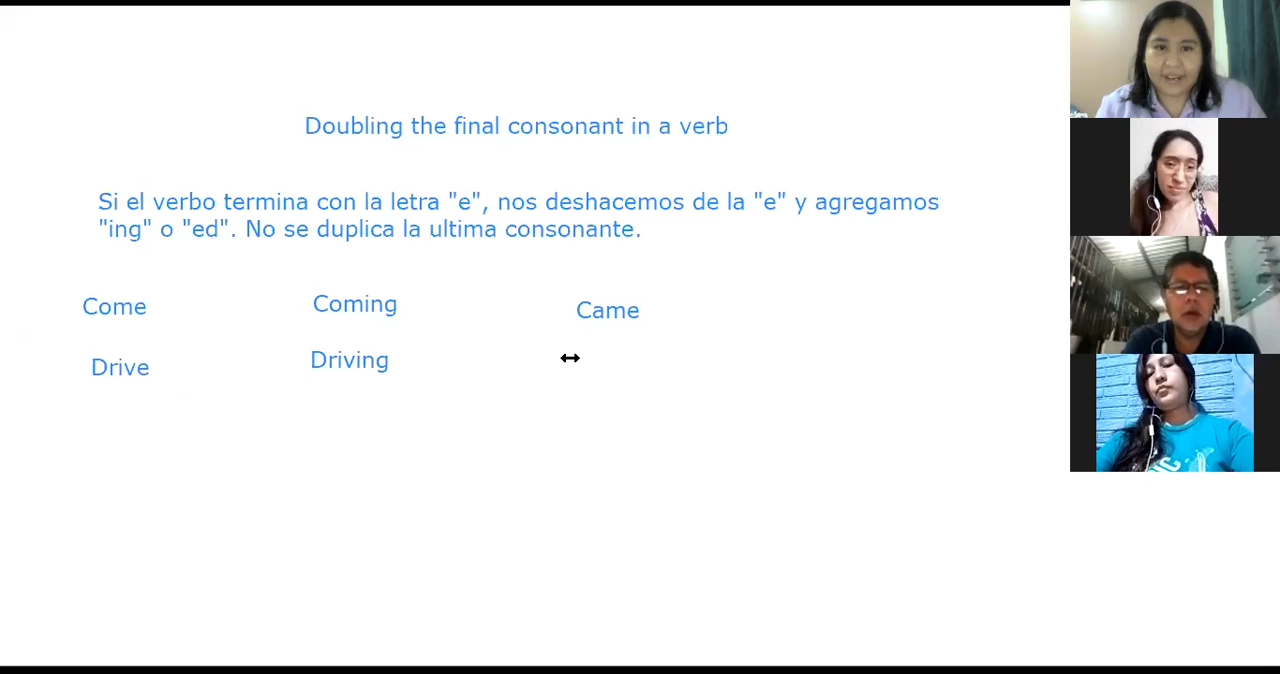 Doubling the final consonant in a verb
Si el verbo termina con la letra "e", nos deshacemos de la "e" y agregamos
"ing" o "ed". No se duplica la ultima consonante.
Come Coming Came
Drive Driving